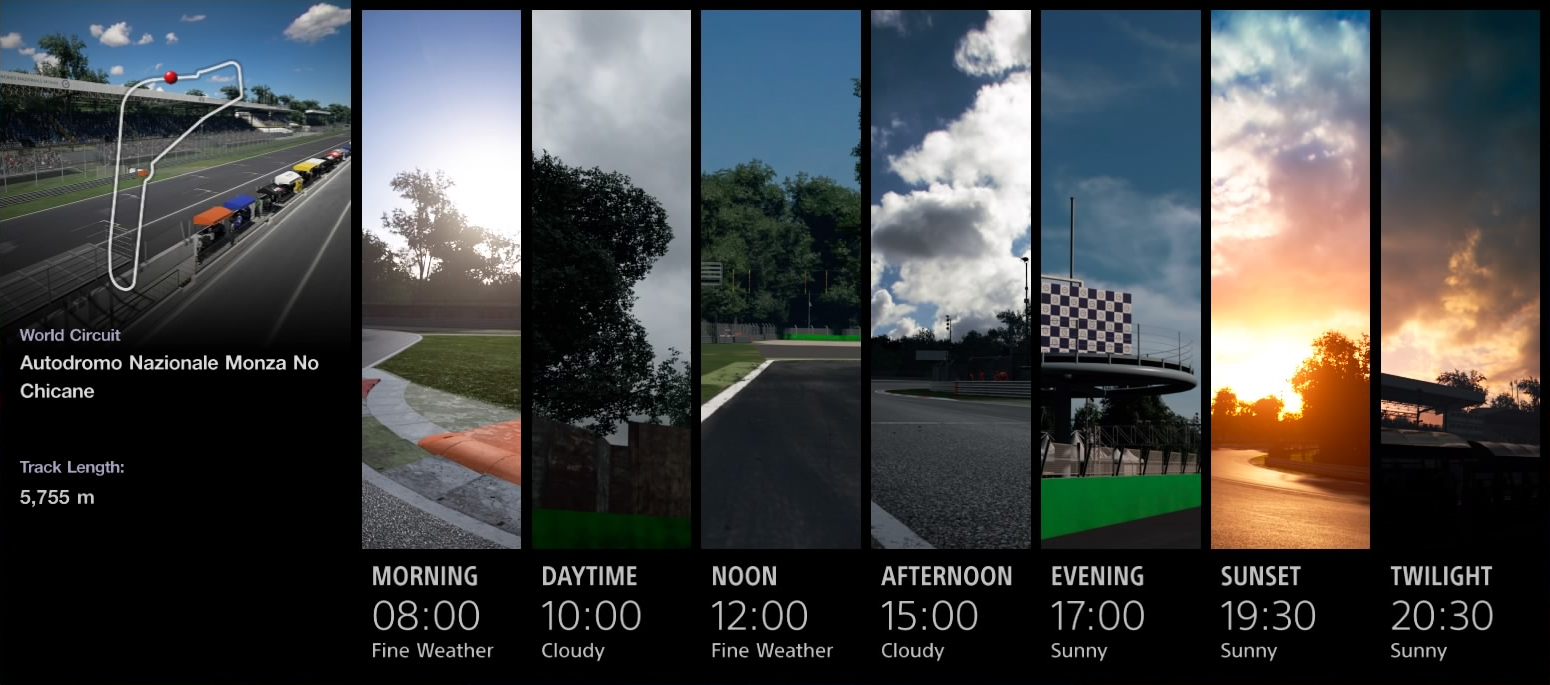 World Circuit
Autodromo Nazionale Monza No
Chicane
Track Length:
5,755 m
MORNING
08:00
Fine Weather
DAYTIME
10:00
Cloudy
NOON
12:00
Fine Weather
AFTERNOON
15:00
Cloudy
EVENING
17:00
Sunny
SUNSET
19:30
Sunny
TWILIGHT
20:30
Sunny